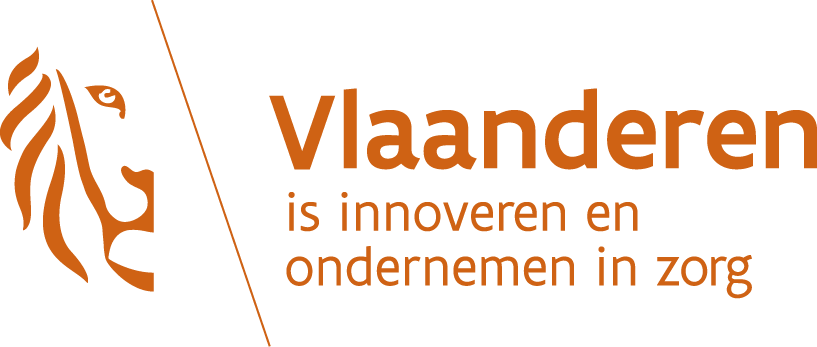 Vlaanderen
is innoveren en
ondernemen in zorg